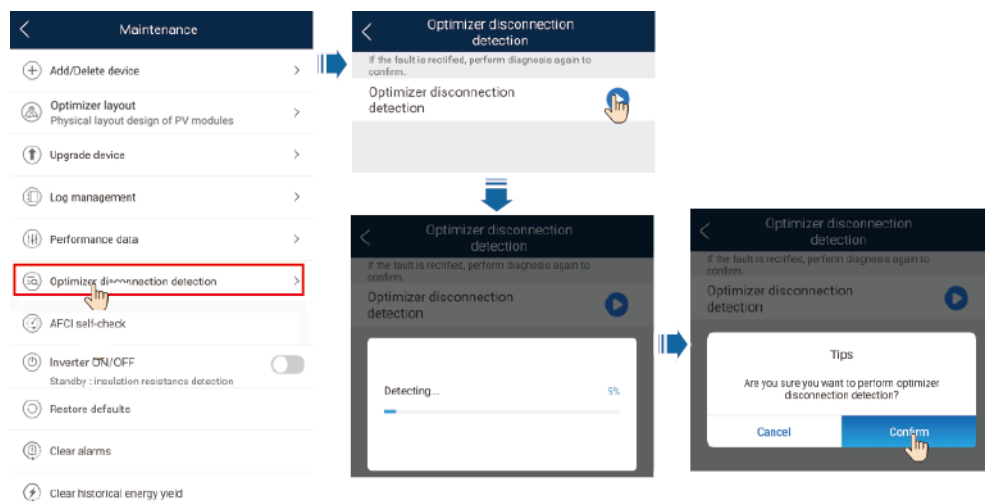 Maintenance
Add/Delete device
Optimizer layout
Physical layout design of PV modules
Upgrade device
Log management
Performance data
Optimizer disconnection detection
AFCI self-check
Inverter ON/OFF
Standby : insulation resistance detection
Restore defaults
Clear alarms
Clear historical energy yield
Optimizer disconnection
detection
If the fault is rectified, perform diagnosis again to
confirm.
Optimizer disconnection
detection
Optimizer disconnection
detection
If the fault is rectified, perform diagnosis again to
confirm.
Optimizer disconnection
detection
Detecting... 5%
Optimizer disconnection
detection
If the fault is rectified, perform diagnosis again to
confirm.
Optimizer disconnection
detection
Tips
Are you sure you want to perform optimizer
disconnection detection?
Cancel Confirm